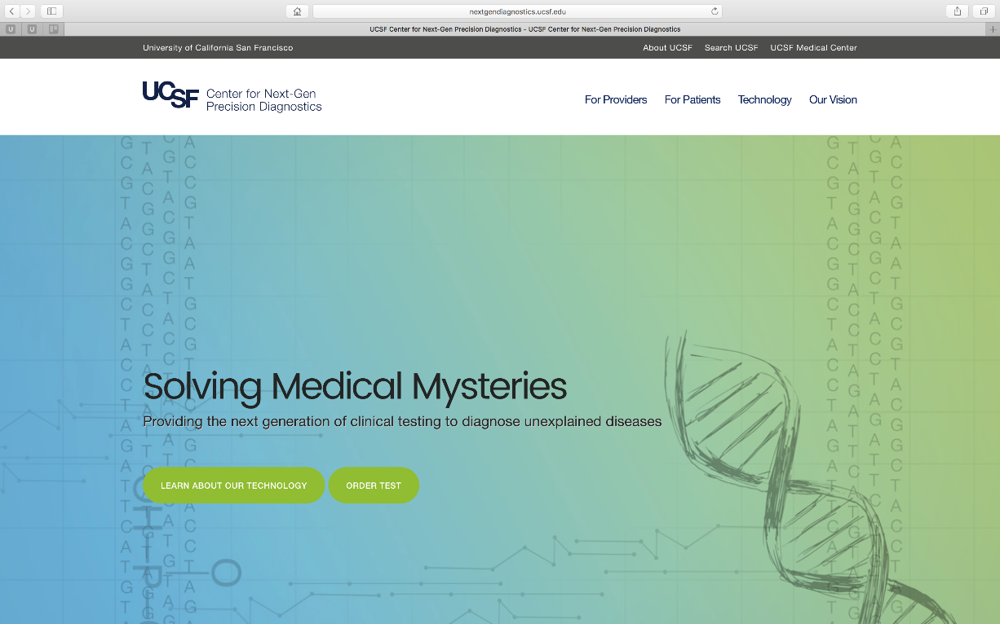 nextgendiagnostics.ucsf.edu
U
U
UCSF Center for Next-Gen Precision Diagnostics - UCSF Center for Next-Gen Precision Diagnostics
University of California San Francisco
About UCSF
Search UCSF
UCSF Medical Center
UCSF
Center for Next-Gen
Precision Diagnostics
For Providers
For Patients
Technology
Our Vision
Solving Medical Mysteries
Providing the next generation of clinical testing to diagnose unexplained diseases
LEARN ABOUT OUR TECHNOLOGY
ORDER TEST